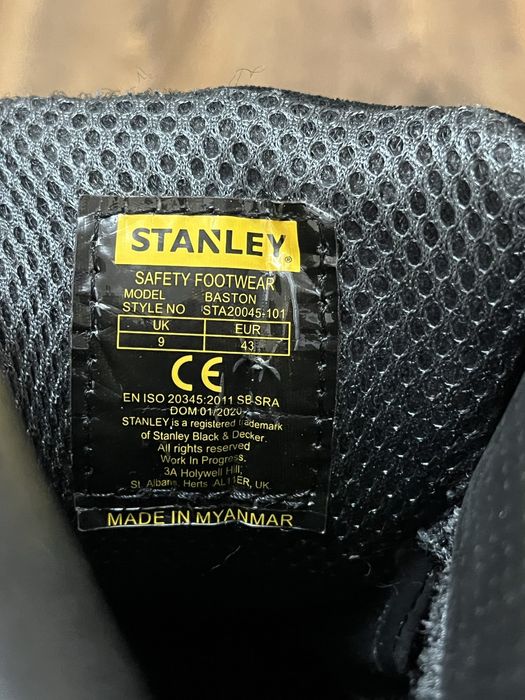 STANLEY®
SAFETY FOOTWEAR
MODEL BASTON
STYLE NO STA20045-101
UK EUR
9 43
CE
EN ISO 20345:2011 SB SRA
DOM 01/2020
STANLEY is a registered trademark
of Stanley Black & Decker.
All rights reserved
Work In Progress.
3A Holywell Hill,
St. Albans, Herts, UK.
MADE IN MYANMAR